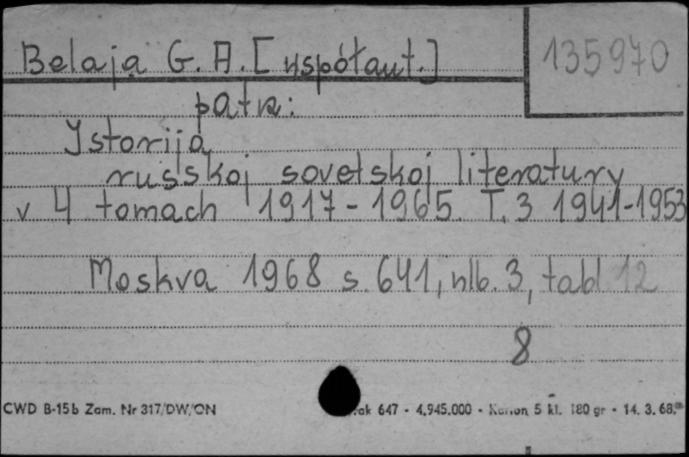 Belaja G. A. [współaut.]
135970
patrz:
Istorija
russkoj sovetskoj literatury
v 4 tomach 1917-1965. T. 3 1941-1953
Moskva 1968 s. 641, nlb. 3, tabl 12
8
CWD B-15b Zam. Nr 317/DW/ON
647 - 4.945.000 - Karton 5 kl. 180 gr - 14. 3. 68.